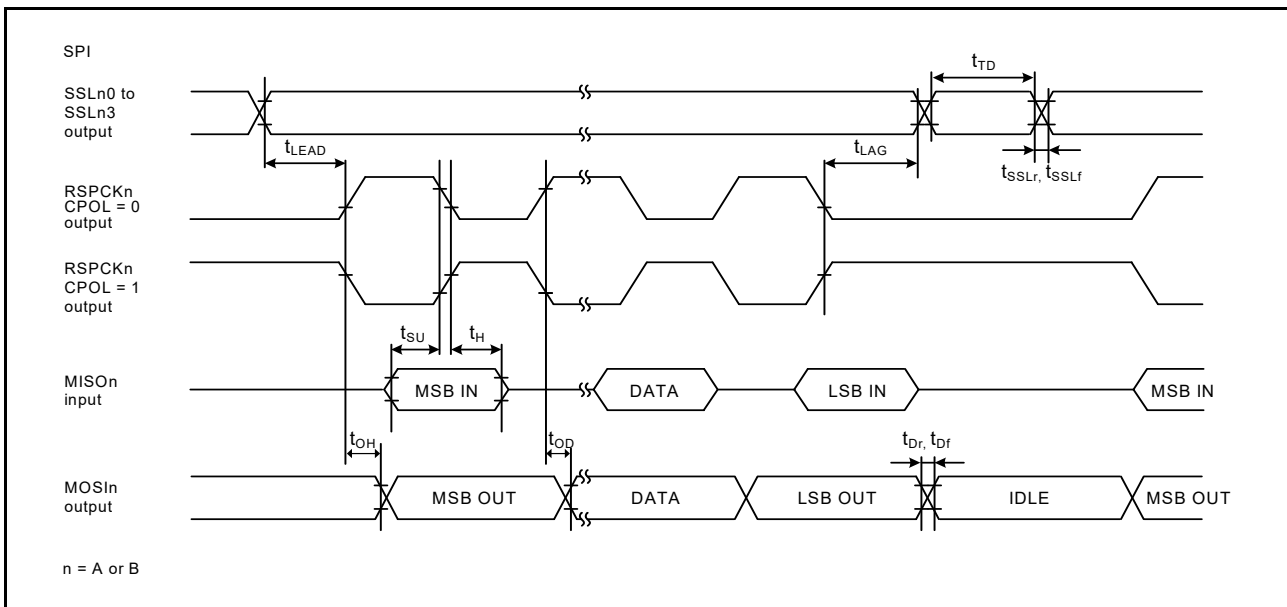 SPI
SSLn0 to
SSLn3
output
tTD
tLEAD
tLAG
tSSLr, tSSLf
RSPCKn
CPOL = 0
output
RSPCKn
CPOL = 1
output
tSU
tH
MISOn
input
MSB IN
DATA
LSB IN
MSB IN
tOH
tOD
tDr, tDf
MOSIn
output
MSB OUT
DATA
LSB OUT
IDLE
MSB OUT
n = A or B